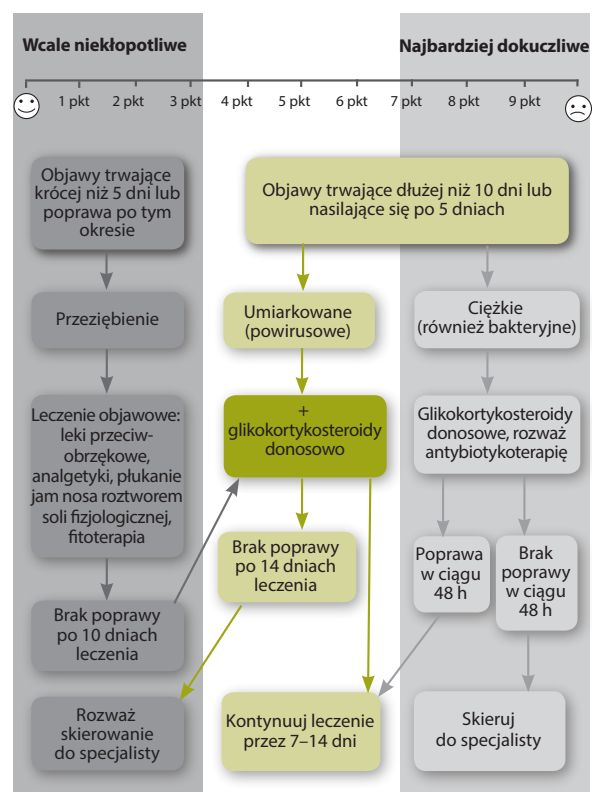 Wcale niekłopotliwe
Najbardziej dokuczliwe
1 pkt
2 pkt
3 pkt
4 pkt
5 pkt
6 pkt
7 pkt
8 pkt
9 pkt
Objawy trwające
krócej niż 5 dni lub
poprawa po tym
okresie
Objawy trwające dłużej niż 10 dni lub
nasilające się po 5 dniach
Przeziębienie
Umiarkowane
(powirusowe)
Ciężkie
(również bakteryjne)
Leczenie objawowe:
leki przeciw-
obrzękowe,
analgetyki, płukanie
jam nosa roztworem
soli fizjologicznej,
fitoterapia
+
glikokortykosteroidy
donosowo
Glikokortykosteroidy
donosowe, rozważ
antybiotykoterapię
Brak poprawy
po 14 dniach
leczenia
Poprawa
w ciągu
48 h
Brak
poprawy
w ciągu
48 h
Brak poprawy
po 10 dniach
leczenia
Rozważ
skierowanie
do specjalisty
Kontynuuj leczenie
przez 7–14 dni
Skieruj
do specjalisty